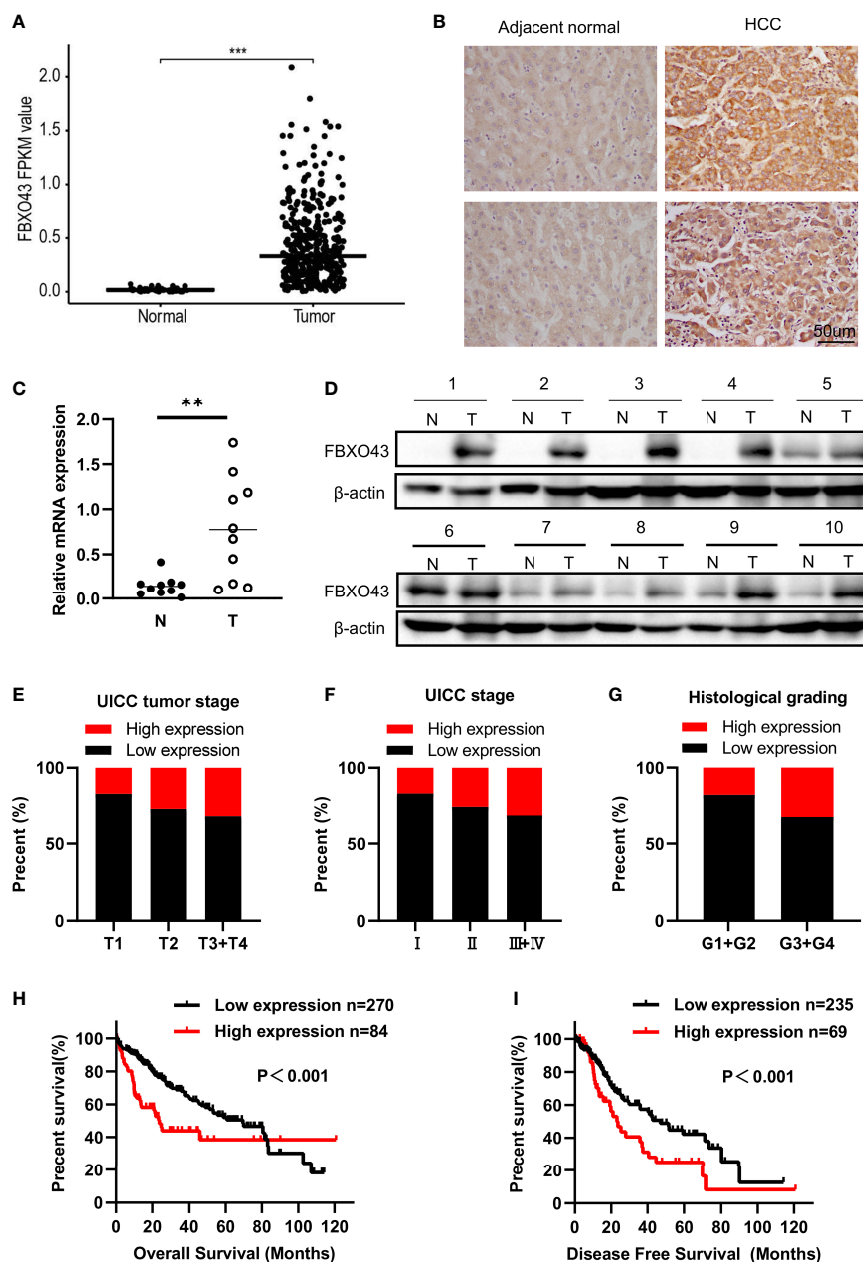 A
***
FBXO43 FPKM value
2.0
1.5
1.0
0.5
0.0
Normal
Tumor
B
Adjacent normal
HCC
50um
C
**
Relative mRNA expression
2.0
1.5
1.0
0.5
0.0
N
T
D
1 2 3 4 5
N T N T N T N T N T
FBXO43
β-actin
6 7 8 9 10
N T N T N T N T N T
FBXO43
β-actin
E
UICC tumor stage
High expression
Low expression
Precent (%)
100
50
0
T1 T2 T3+T4
F
UICC stage
High expression
Low expression
Precent (%)
100
50
0
Ⅰ Ⅱ Ⅲ+Ⅳ
G
Histological grading
High expression
Low expression
Precent (%)
100
50
0
G1+G2 G3+G4
H
Low expression n=270
High expression n=84
P＜0.001
Precent survival(%)
100
80
60
40
20
0
0 20 40 60 80 100 120
Overall Survival (Months)
I
Low expression n=235
High expression n=69
P＜0.001
Precent survival(%)
100
80
60
40
20
0
0 20 40 60 80 100 120
Disease Free Survival (Months)